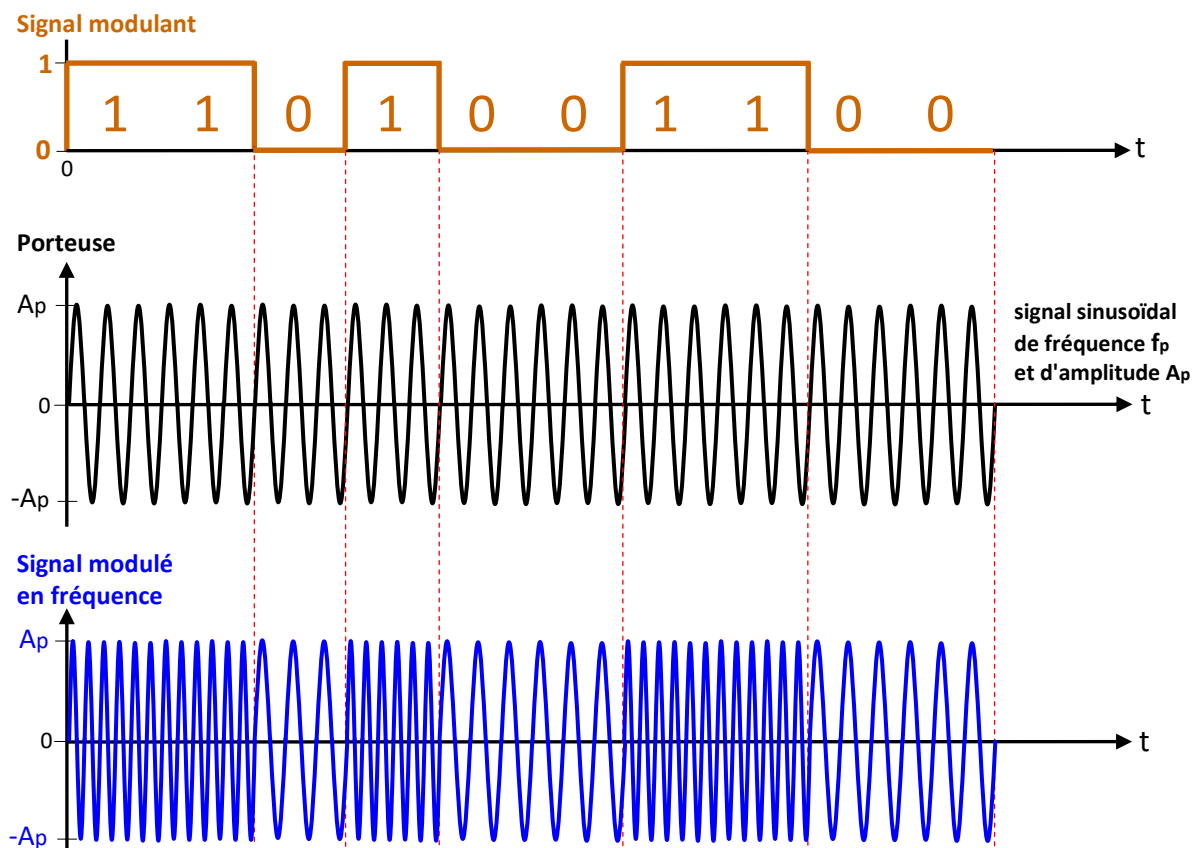 Signal modulant
1
1 1 0 1 0 0 1 1 0 0
0
t
0
Porteuse
Ap
signal sinusoïdal
de fréquence fp
et d'amplitude Ap
0
t
-Ap
Signal modulé
en fréquence
Ap
0
t
-Ap